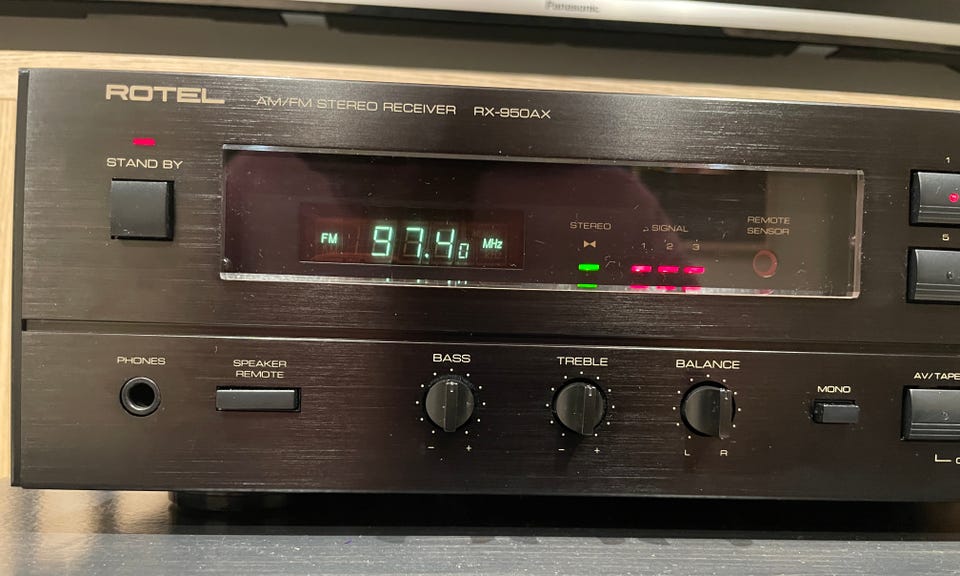 Panasonic
ROTEL AM/FM STEREO RECEIVER RX-950AX
STAND BY
FM 97.40 MHz
STEREO
SIGNAL
1 2 3
REMOTE
SENSOR
1
5
PHONES
SPEAKER
REMOTE
BASS
- +
TREBLE
- +
BALANCE
L R
MONO
AV/TAPE